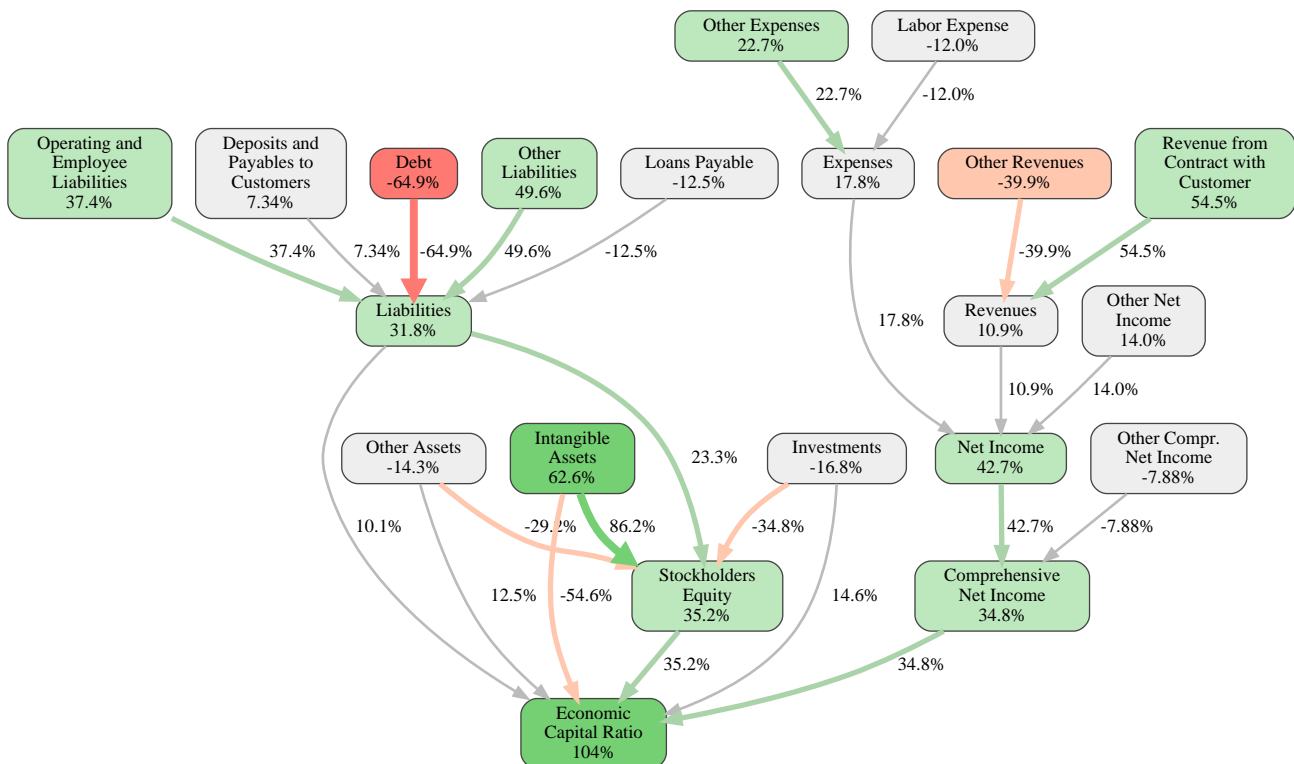 Other Expenses
22.7%
Labor Expense
-12.0%
22.7%
-12.0%
Operating and
Employee
Liabilities
37.4%
Deposits and
Payables to
Customers
7.34%
Debt
-64.9%
Other
Liabilities
49.6%
Loans Payable
-12.5%
Expenses
17.8%
Other Revenues
-39.9%
Revenue from
Contract with
Customer
54.5%
37.4%
7.34%
-64.9%
49.6%
-12.5%
-39.9%
54.5%
Liabilities
31.8%
17.8%
Revenues
10.9%
Other Net
Income
14.0%
10.9%
14.0%
Other Assets
-14.3%
Intangible
Assets
62.6%
23.3%
Investments
-16.8%
Net Income
42.7%
Other Compr.
Net Income
-7.88%
10.1%
-29.2%
86.2%
-34.8%
42.7%
-7.88%
12.5%
-54.6%
Stockholders
Equity
35.2%
14.6%
Comprehensive
Net Income
34.8%
35.2%
34.8%
Economic
Capital Ratio
104%